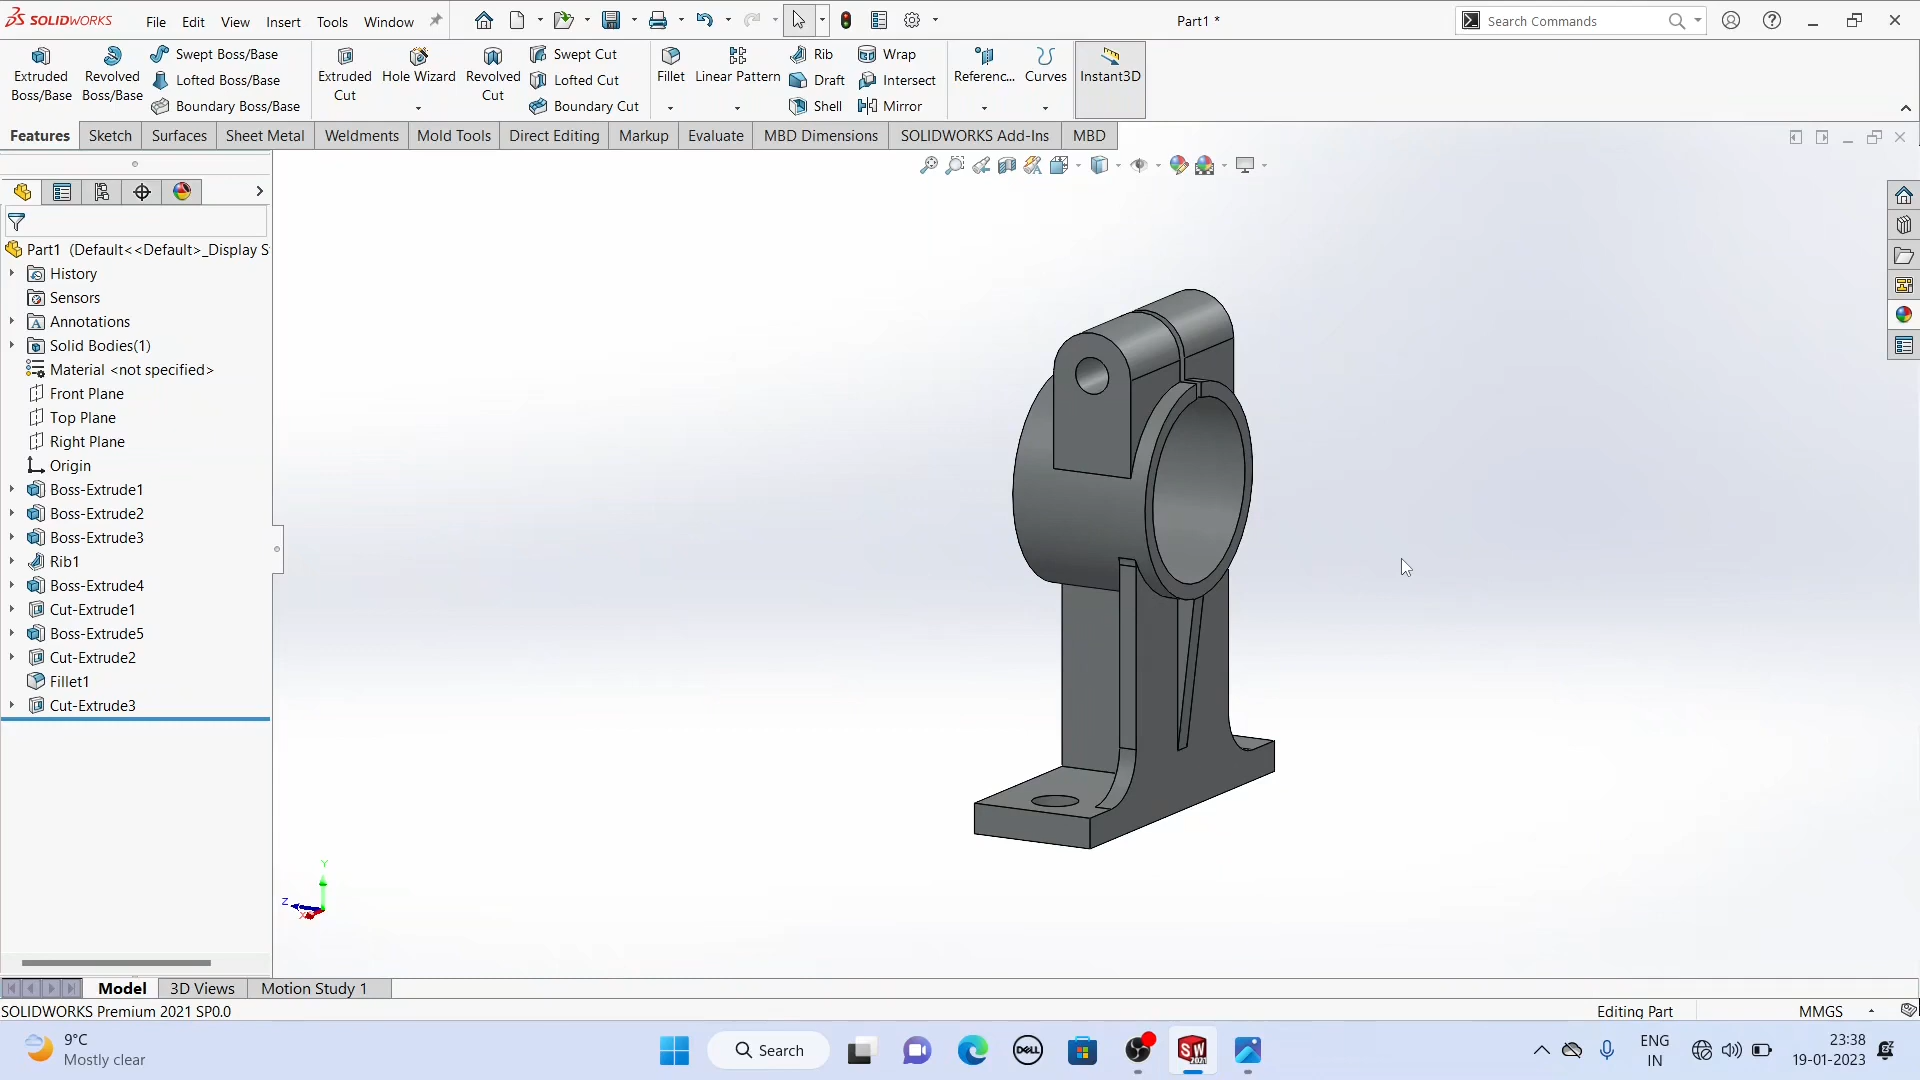 SOLIDWORKS
File Edit View Insert Tools Window
Part1 *
Search Commands
Extruded Boss/Base
Revolved Boss/Base
Swept Boss/Base
Lofted Boss/Base
Boundary Boss/Base
Extruded Cut
Hole Wizard
Revolved Cut
Swept Cut
Lofted Cut
Boundary Cut
Fillet
Linear Pattern
Rib
Draft
Shell
Wrap
Intersect
Mirror
Referenc...
Curves
Instant3D
Features Sketch Surfaces Sheet Metal Weldments Mold Tools Direct Editing Markup Evaluate MBD Dimensions SOLIDWORKS Add-Ins MBD
Part1 (Default<<Default>_Display S
History
Sensors
Annotations
Solid Bodies(1)
Material <not specified>
Front Plane
Top Plane
Right Plane
Origin
Boss-Extrude1
Boss-Extrude2
Boss-Extrude3
Rib1
Boss-Extrude4
Cut-Extrude1
Boss-Extrude5
Cut-Extrude2
Fillet1
Cut-Extrude3
Y
Z
X
Model 3D Views Motion Study 1
SOLIDWORKS Premium 2021 SP0.0
Editing Part
MMGS
9°C
Mostly clear
Search
DELL
SW
2021
ENG
IN
23:38
19-01-2023